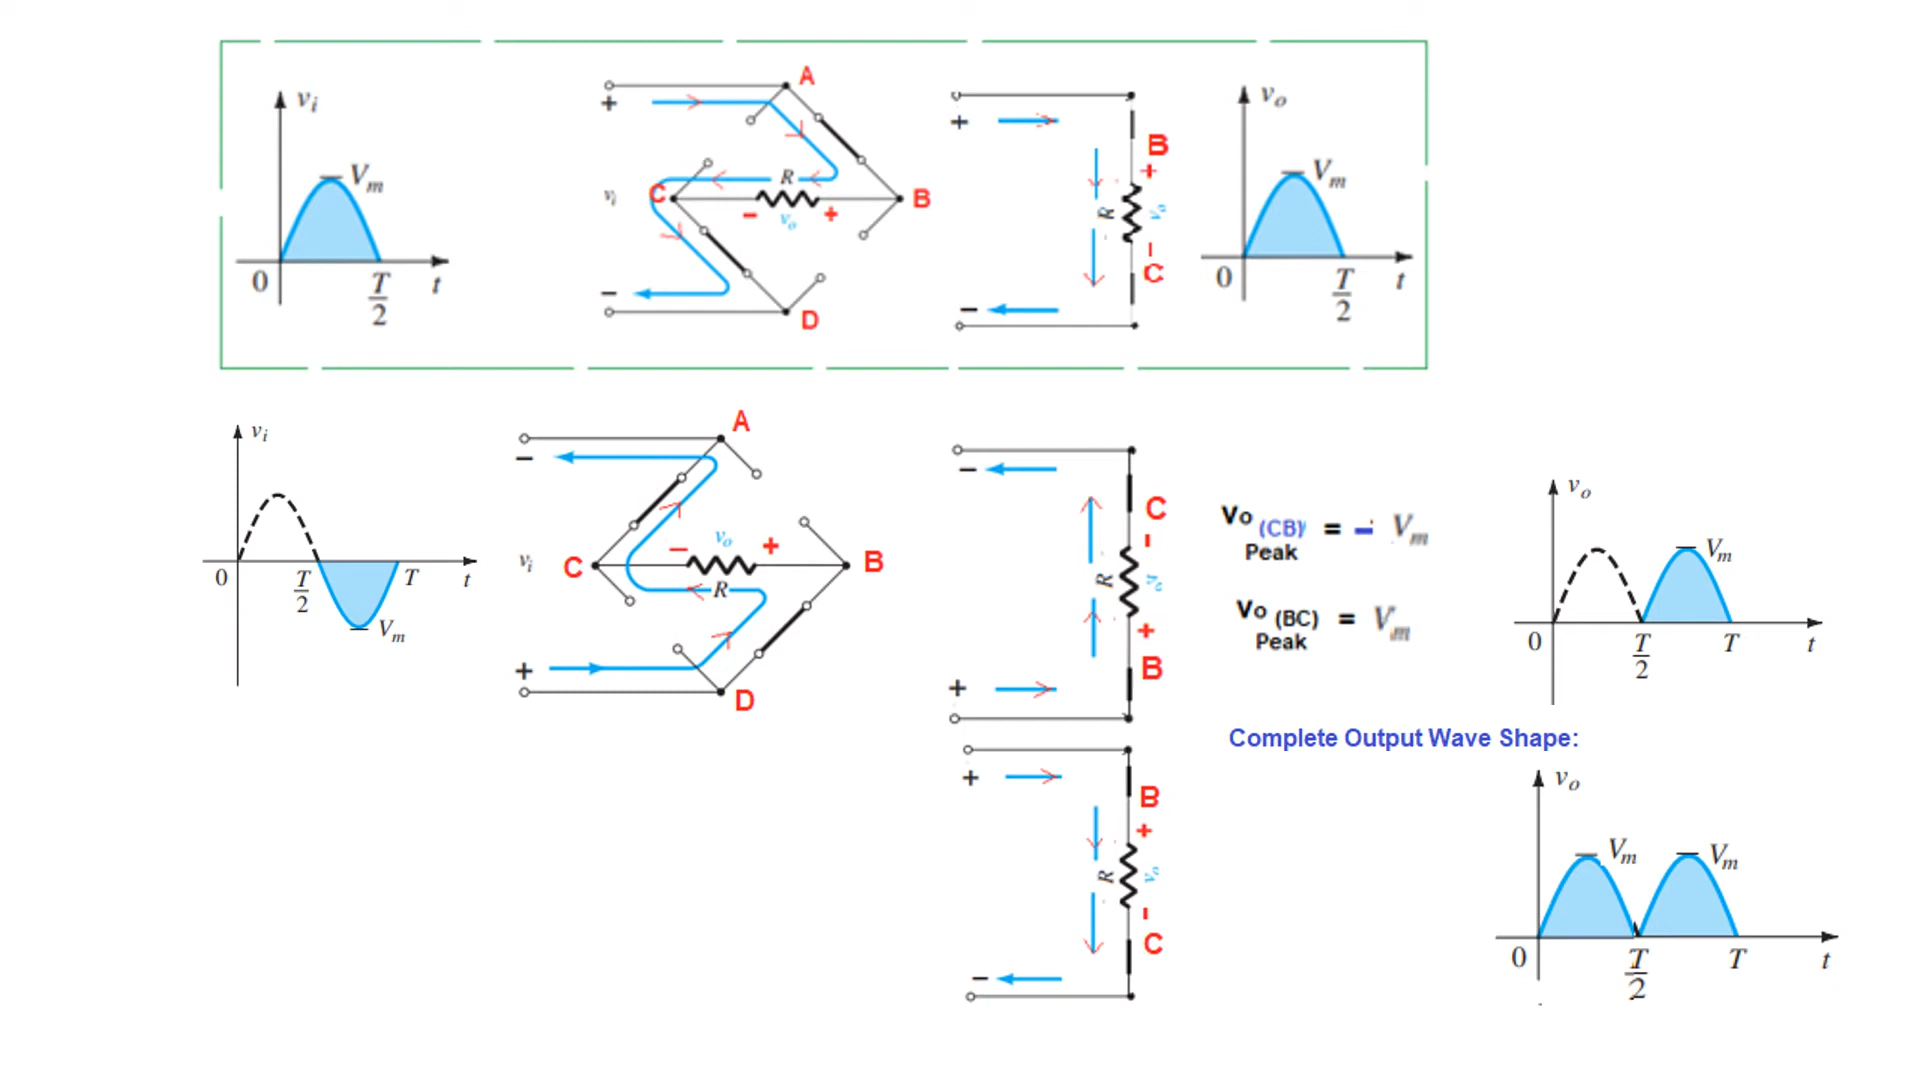 vi
Vm
0
T
2
t
A
+
R
C
B
vi
-
vo
+
-
D
+
B
+
R
vo
-
C
-
vo
Vm
0
T
2
t
vi
0
T
2
T
t
Vm
A
-
C
-
vo
+
B
vi
R
+
D
-
C
-
R
+
B
+
Vo (CB) = - Vm
Peak
Vo (BC) = Vm
Peak
vo
Vm
0
T
2
T
t
+
B
+
R
vo
-
C
-
Complete Output Wave Shape:
vo
Vm
Vm
0
T
2
T
t